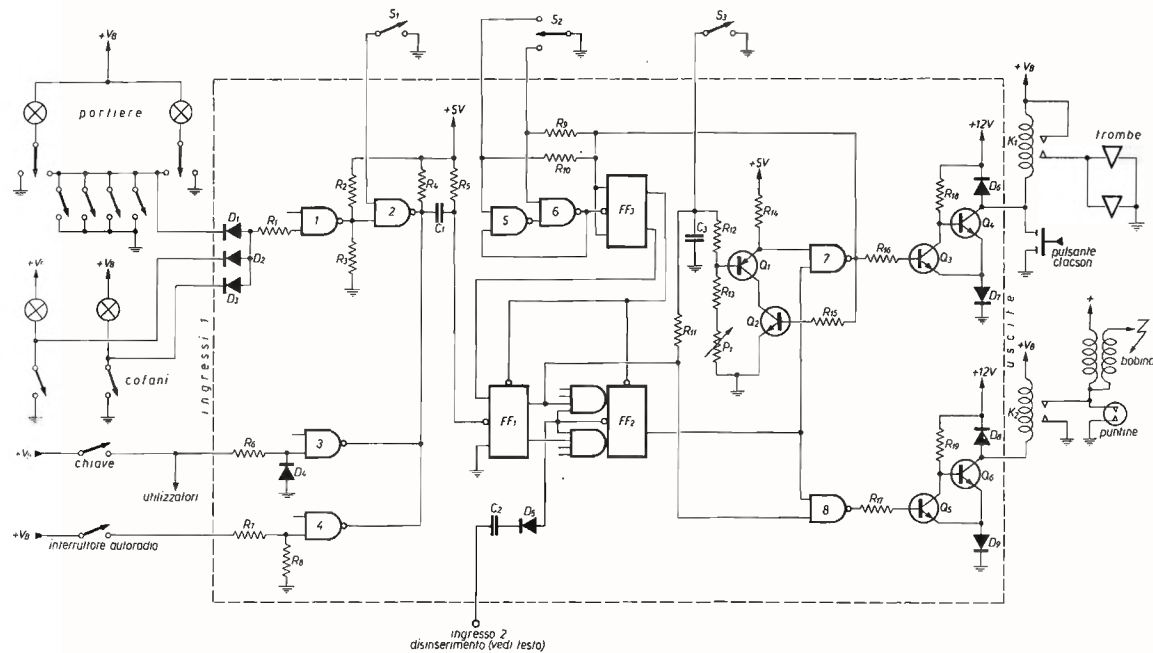 +VB
portiere
S1
S2
S3
+5V
R9
R10
FF3
R2
R4
R5
1
2
C1
5
6
R3
D1
R1
D2
D3
+VB
cofani
ingressi 1
+5V
R14
C3
R12
Q1
R13
P1
Q2
R15
R11
7
R16
+12V
R18
D6
Q4
Q3
D7
uscite
+VB
K1
trombe
pulsante clacson
+VB
K2
+
bobina
puntine
FF1
FF2
+VA
chiave
utilizzatori
R6
D4
3
+VB
interruttore autoradio
R7
R8
4
C2
D5
8
R17
+12V
R19
D8
Q6
Q5
D9
ingresso 2
disinserimento (vedi testo)